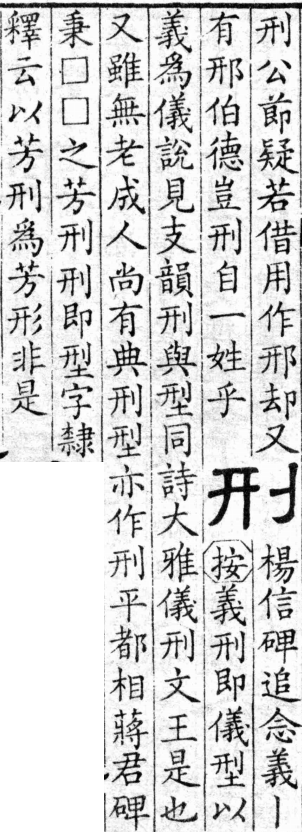 刑公節疑若借用作邢却又
有邢伯德豈刑自一姓乎
刑
楊信碑追念義丨
按義刑即儀型以
義爲儀說見支韻刑與型同詩大雅儀刑文王是也
又雖無老成人尚有典刑型亦作刑平都相蔣君碑
秉□□之芳刑刑即型字隸
釋云以芳刑爲芳形非是